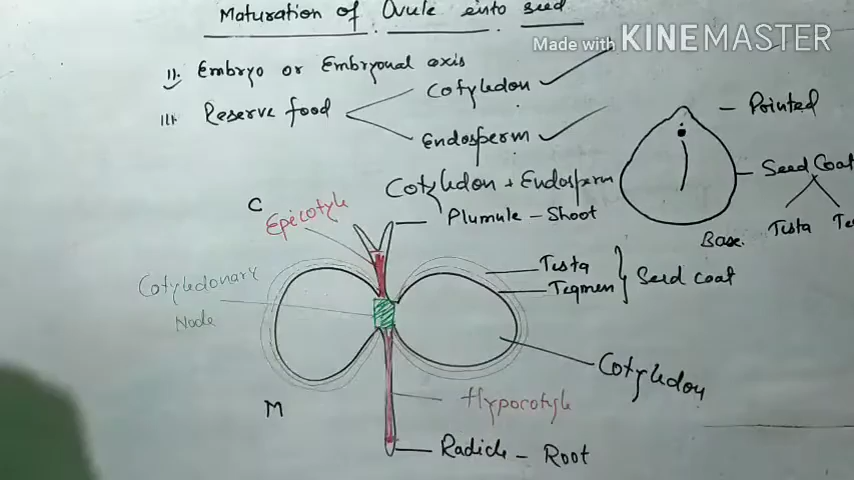 Maturation of Ovule into seed
Made with KINEMASTER
II. Embryo or Embryonal axis
III. Reserve food
Cotyledon
Endosperm
Cotyledon + Endosperm
Pointed
Seed Coat
Testa
Base.
C
Epicotyle
Plumule - Shoot
Testa
Tegmen
Seed coat
Cotyledonary
Node
Cotyledon
M
Hypocotyle
Radicle - Root